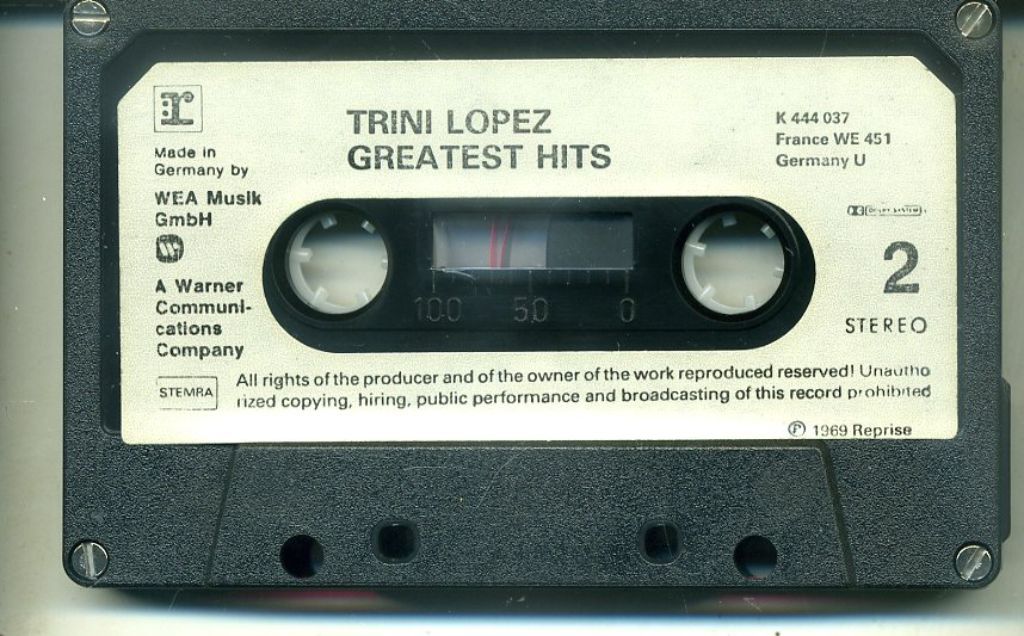 r
TRINI LOPEZ
GREATEST HITS
K 444 037
France WE 451
Germany U
Made in
Germany by
WEA Musik
GmbH
A Warner
Communi-
cations
Company
DOLBY SYSTEM
2
STEREO
100 50 0
STEMRA
All rights of the producer and of the owner of the work reproduced reserved! Unautho
rized copying, hiring, public performance and broadcasting of this record prohibited
Ⓟ 1969 Reprise